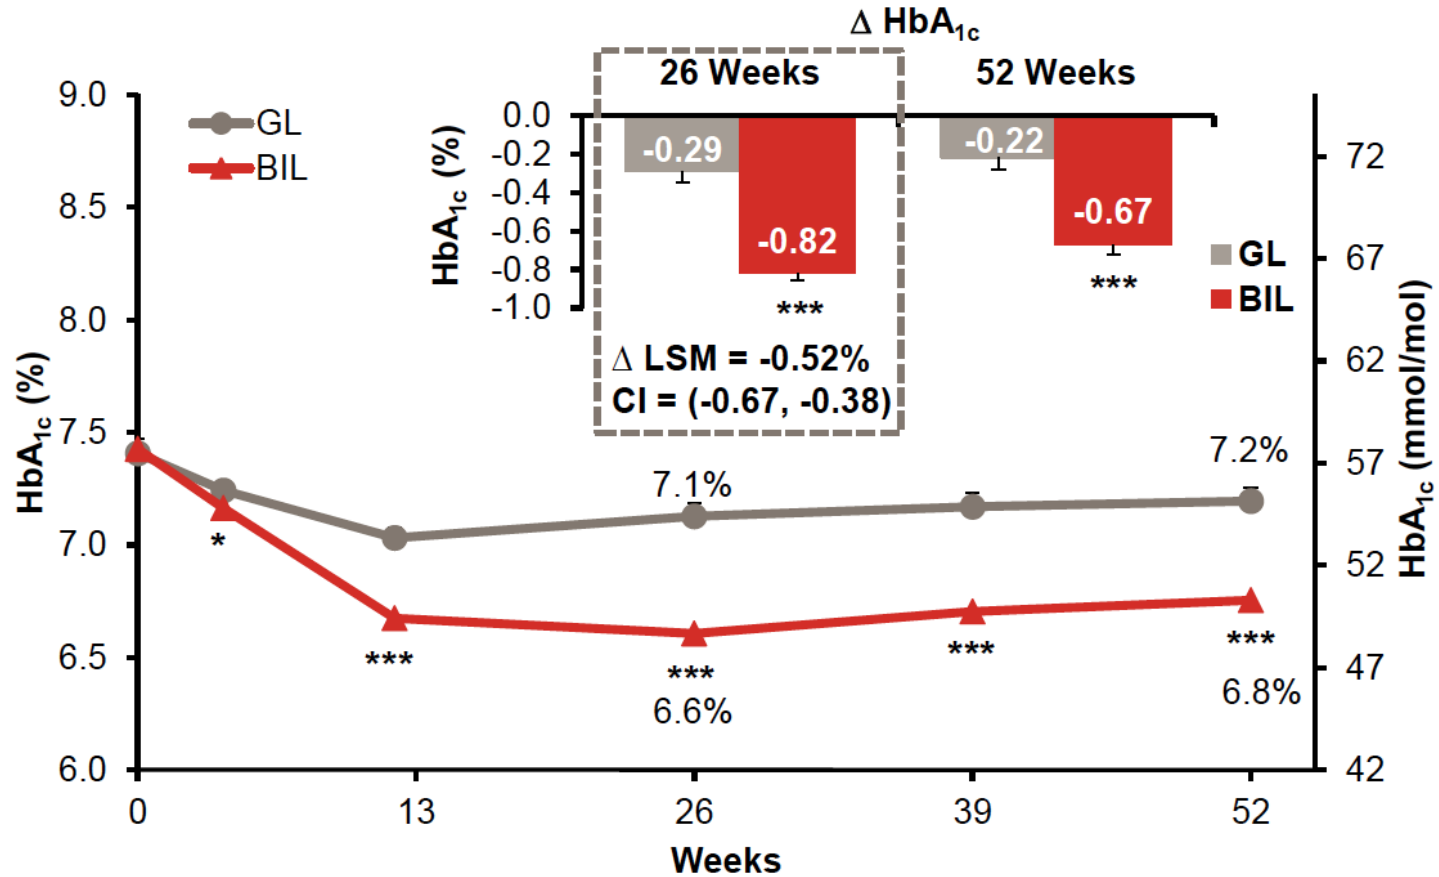 Δ HbA1c
26 Weeks 52 Weeks
GL
BIL
HbA1c (%)
0.0
-0.2
-0.4
-0.6
-0.8
-1.0
-0.29
-0.82
***
-0.22
-0.67
***
GL
BIL
Δ LSM = -0.52%
CI = (-0.67, -0.38)
HbA1c (%)
9.0
8.5
8.0
7.5
7.0
6.5
6.0
7.1%
7.2%
*
***
***
***
***
6.6%
6.8%
72
67
62
57
52
47
42
HbA1c (mmol/mol)
0 13 26 39 52
Weeks